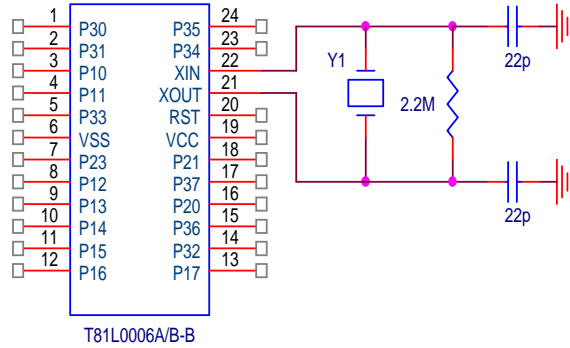 1 P30 P35 24
2 P31 P34 23
3 P10 XIN 22
4 P11 XOUT 21
5 P33 RST 20
6 VSS VCC 19
7 P23 P21 18
8 P12 P37 17
9 P13 P20 16
10 P14 P36 15
11 P15 P32 14
12 P16 P17 13
T81L0006A/B-B
Y1
2.2M
22p
22p